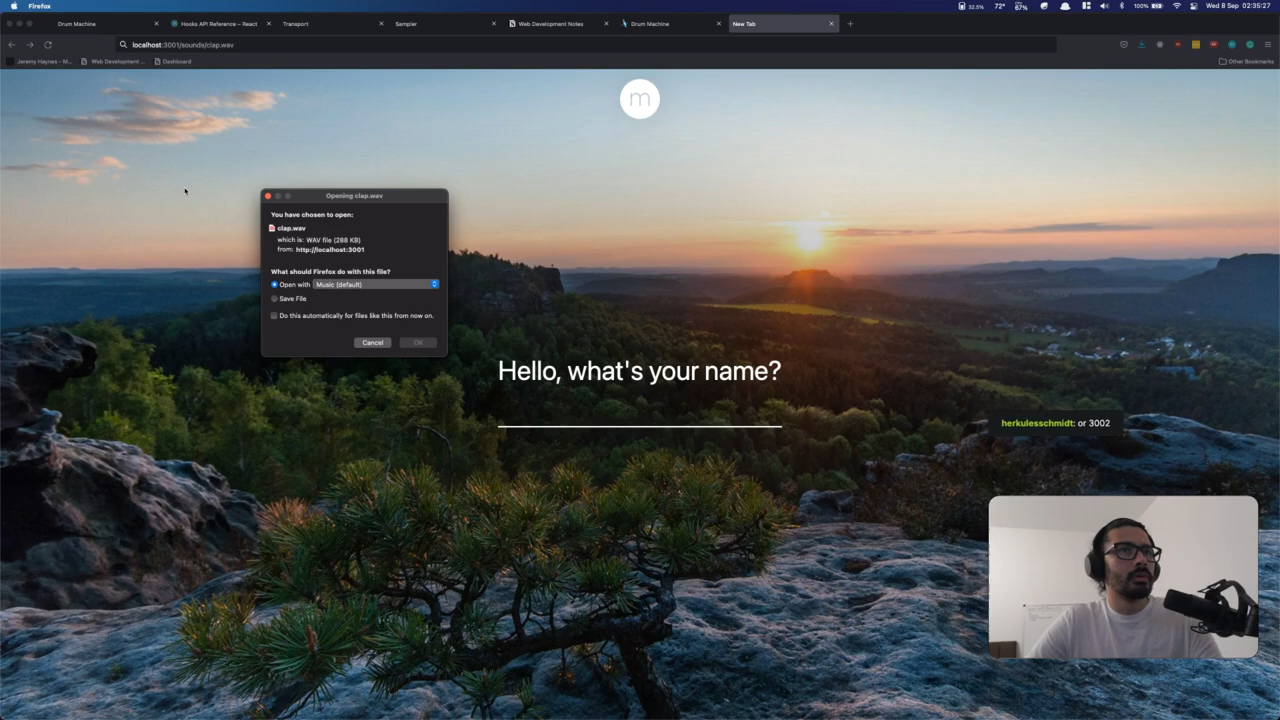 Firefox
32.5%
72°
CPU
67%
100%
Wed 8 Sep 02:35:27
Drum Machine
Hooks API Reference – React
Transport
Sampler
Web Development Notes
Drum Machine
New Tab
localhost:3001/sounds/clap.wav
Jeremy Haynes - M...
Web Development ...
Dashboard
Other Bookmarks
m
Opening clap.wav
You have chosen to open:
clap.wav
which is: WAV file (288 KB)
from: http://localhost:3001
What should Firefox do with this file?
Open with
Music (default)
Save File
Do this automatically for files like this from now on.
Cancel
OK
Hello, what's your name?
herkulesschmidt: or 3002